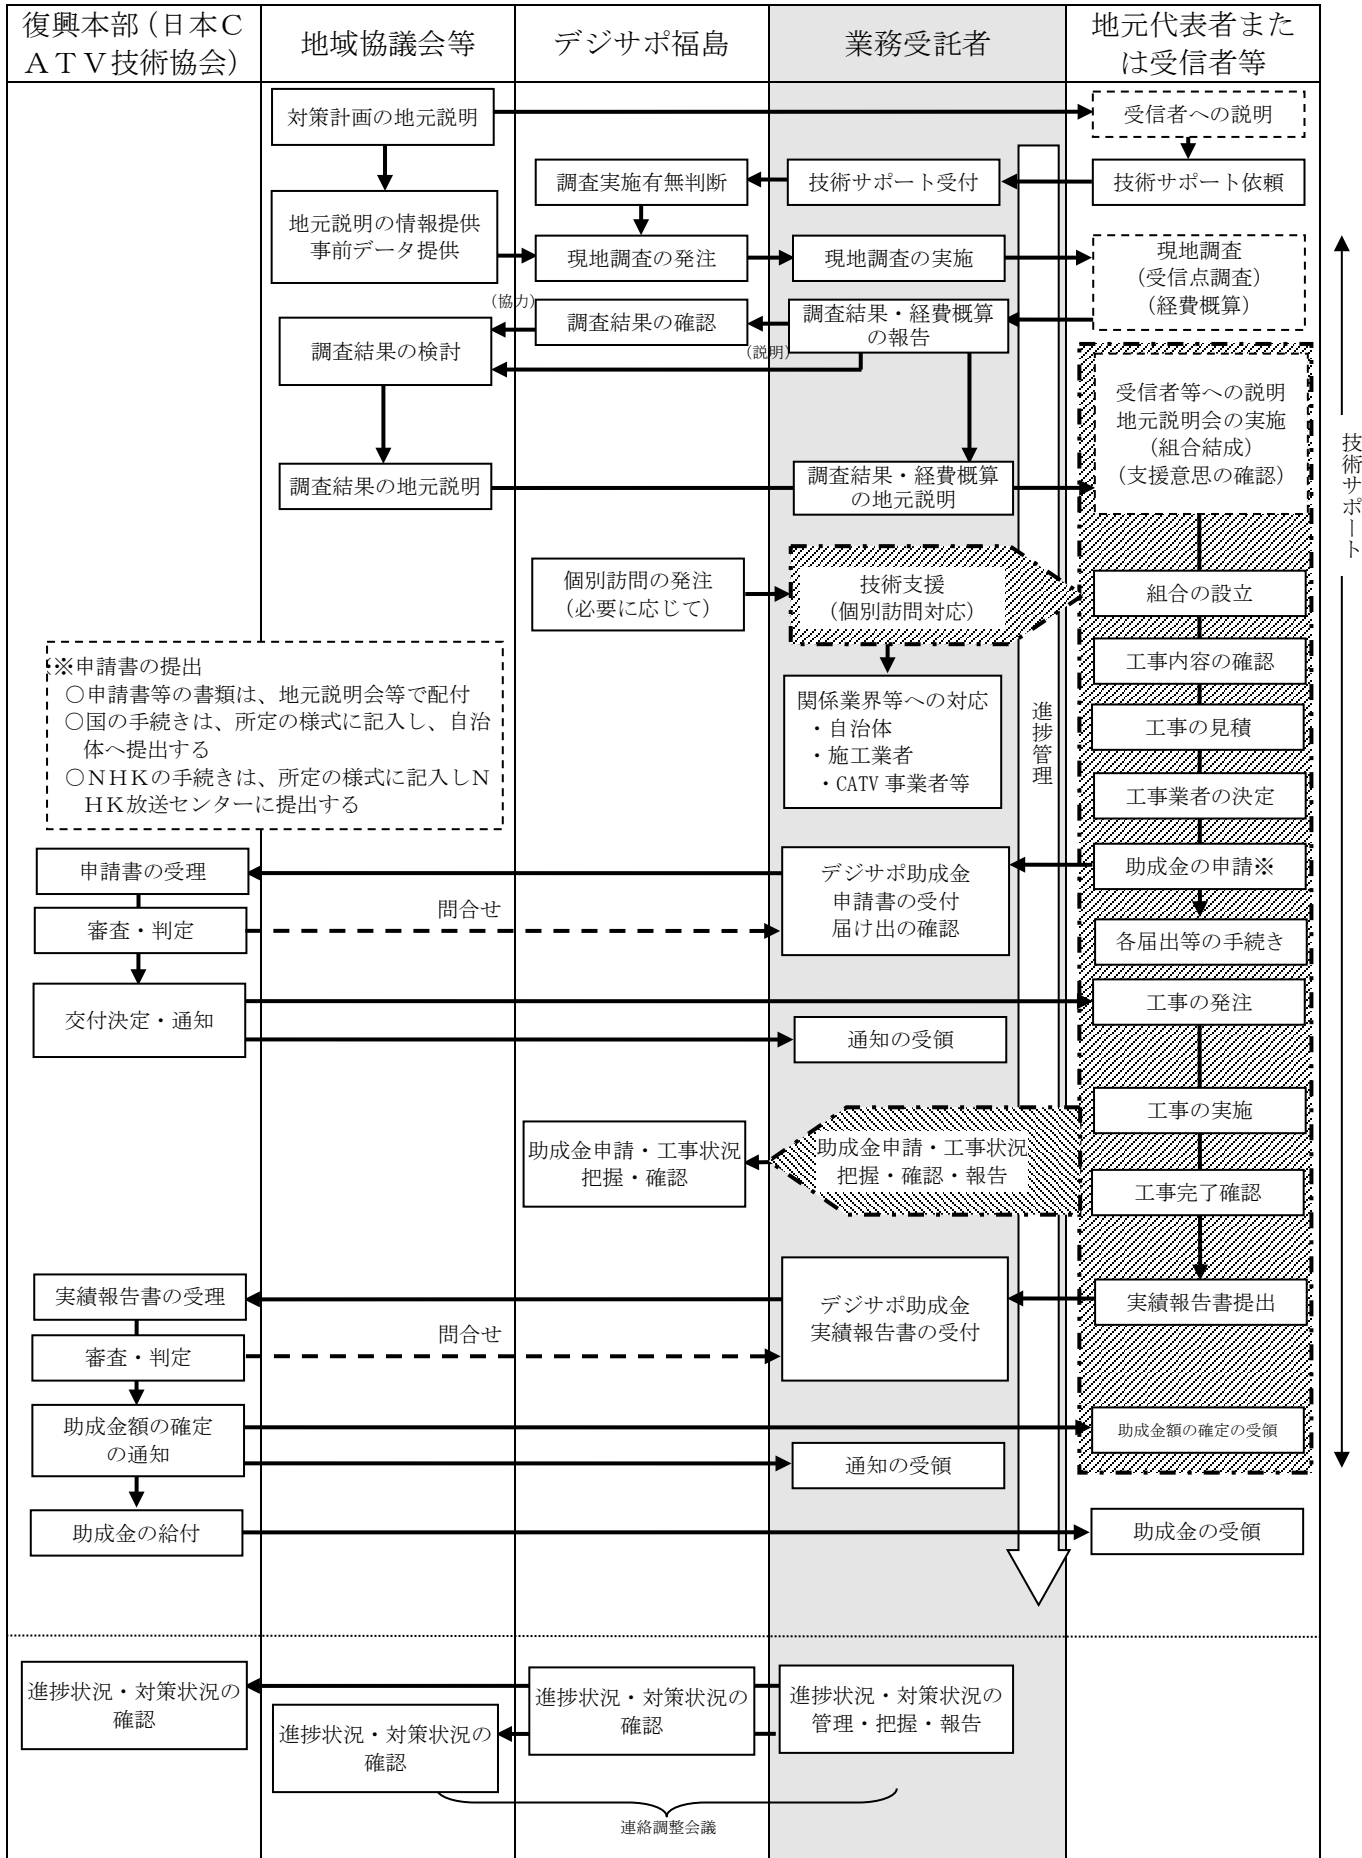 復興本部（日本C
ATV技術協会）
地域協議会等
デジサポ福島
業務受託者
地元代表者また
は受信者等
対策計画の地元説明
受信者への説明
調査実施有無判断
技術サポート受付
技術サポート依頼
地元説明の情報提供
事前データ提供
現地調査の発注
現地調査の実施
現地調査
（受信点調査）
（経費概算）
（協力）
調査結果の確認
調査結果・経費概算
の報告
（説明）
調査結果の検討
受信者等への説明
地元説明会の実施
（組合結成）
（支援意思の確認）
調査結果の地元説明
調査結果・経費概算
の地元説明
技術サポート
個別訪問の発注
（必要に応じて）
技術支援
（個別訪問対応）
組合の設立
工事内容の確認
※申請書の提出
○申請書等の書類は、地元説明会等で配付
○国の手続きは、所定の様式に記入し、自治
体へ提出する
○NHKの手続きは、所定の様式に記入しN
HK放送センターに提出する
関係業界等への対応
・自治体
・施工業者
・CATV 事業者等
進捗管理
工事の見積
工事業者の決定
申請書の受理
デジサポ助成金
申請書の受付
届け出の確認
助成金の申請※
審査・判定
問合せ
各届出等の手続き
交付決定・通知
工事の発注
通知の受領
工事の実施
助成金申請・工事状況
把握・確認
助成金申請・工事状況
把握・確認・報告
工事完了確認
実績報告書の受理
デジサポ助成金
実績報告書の受付
実績報告書提出
審査・判定
問合せ
助成金額の確定
の通知
助成金額の確定の受領
通知の受領
助成金の給付
助成金の受領
進捗状況・対策状況の
確認
進捗状況・対策状況の
確認
進捗状況・対策状況の
確認
進捗状況・対策状況の
管理・把握・報告
連絡調整会議